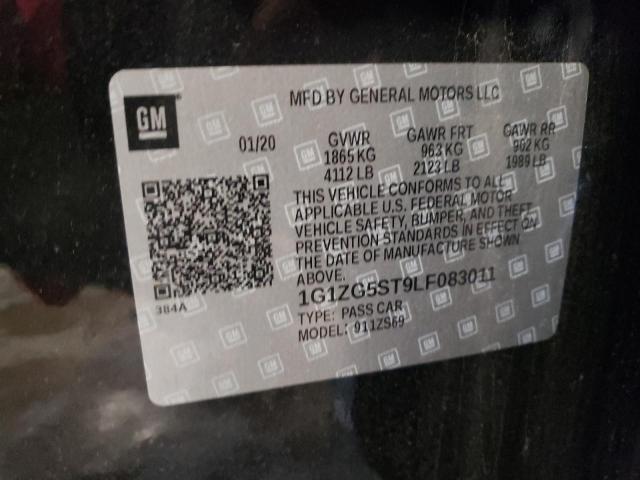 GM
MFD BY GENERAL MOTORS LLC
01/20
GVWR GAWR FRT GAWR RR
1865 KG 963 KG 902 KG
4112 LB 2123 LB 1989 LB
THIS VEHICLE CONFORMS TO ALL
APPLICABLE U.S. FEDERAL MOTOR
VEHICLE SAFETY, BUMPER, AND THEFT
PREVENTION STANDARDS IN EFFECT ON
THE DATE OF MANUFACTURE SHOWN
ABOVE.
1G1ZG5ST9LF083011
TYPE: PASS CAR
MODEL: 911ZS69
384A